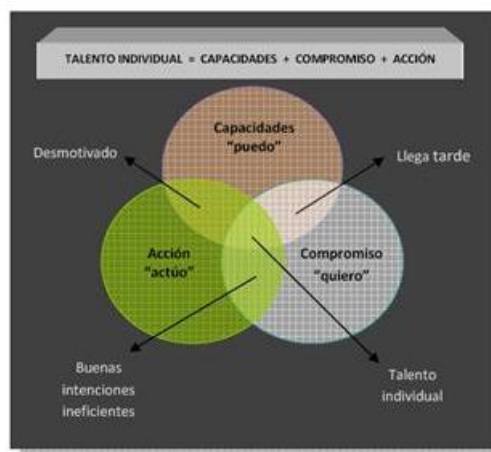 TALENTO INDIVIDUAL = CAPACIDADES + COMPROMISO + ACCIÓN
Capacidades
"puedo"
Desmotivado
Llega tarde
Acción
"actúo"
Compromiso
"quiero"
Buenas
intenciones
ineficientes
Talento
individual